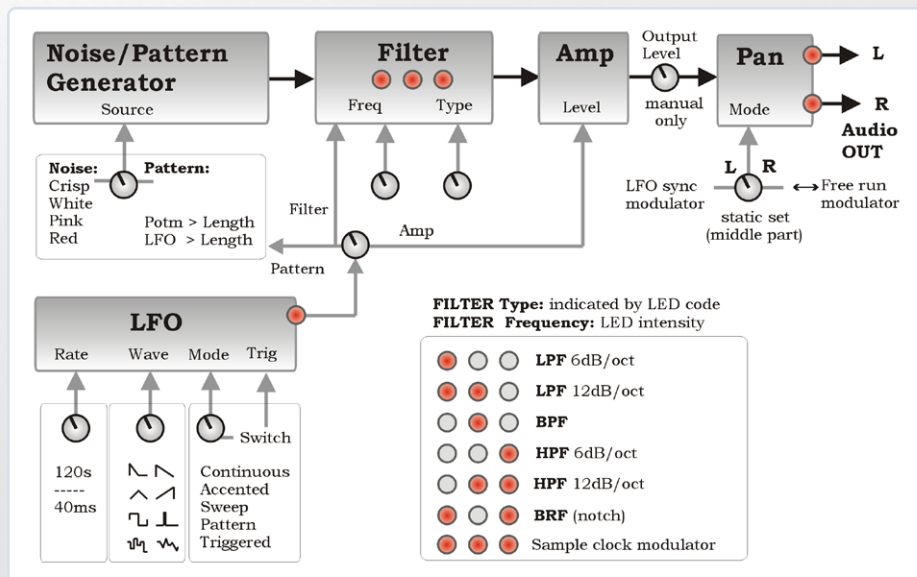 Noise/Pattern
Generator
Source
Filter
Freq
Type
Amp
Level
Output
Level
manual
only
Pan
Mode
L
R
Audio
OUT
Noise:
Crisp
White
Pink
Red
Pattern:
Potm > Length
LFO > Length
Filter
Pattern
Amp
L R
LFO sync
modulator
static set
(middle part)
Free run
modulator
LFO
Rate
Wave
Mode
Trig
Switch
120s
-----
40ms
Continuous
Accented
Sweep
Pattern
Triggered
FILTER Type: indicated by LED code
FILTER Frequency: LED intensity
LPF 6dB/oct
LPF 12dB/oct
BPF
HPF 6dB/oct
HPF 12dB/oct
BRF (notch)
Sample clock modulator